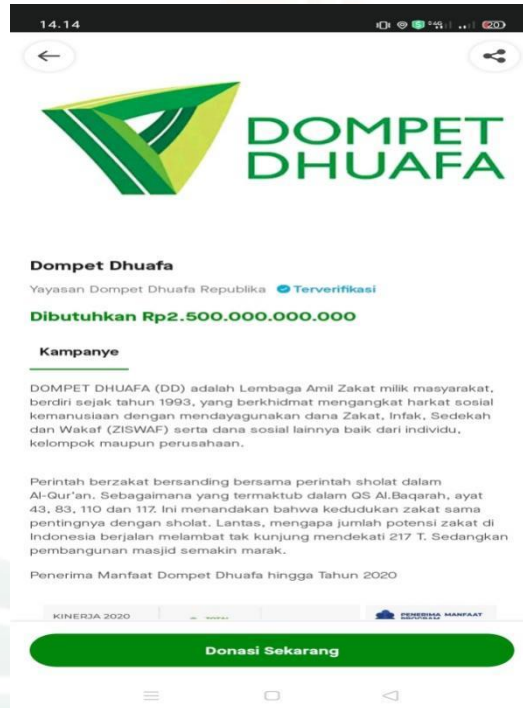 14.14
20
DOMPET
DHUAFA
Dompet Dhuafa
Yayasan Dompet Dhuafa Republika Terverifikasi
Dibutuhkan Rp2.500.000.000.000
Kampanye
DOMPET DHUAFA (DD) adalah Lembaga Amil Zakat milik masyarakat,
berdiri sejak tahun 1993, yang berkhidmat mengangkat harkat sosial
kemanusiaan dengan mendayagunakan dana Zakat, Infak, Sedekah
dan Wakaf (ZISWAF) serta dana sosial lainnya baik dari individu,
kelompok maupun perusahaan.
Perintah berzakat bersanding bersama perintah sholat dalam
Al-Qur'an. Sebagaimana yang termaktub dalam QS Al.Baqarah, ayat
43, 83, 110 dan 117. Ini menandakan bahwa kedudukan zakat sama
pentingnya dengan sholat. Lantas, mengapa jumlah potensi zakat di
Indonesia berjalan melambat tak kunjung mendekati 217 T. Sedangkan
pembangunan masjid semakin marak.
Penerima Manfaat Dompet Dhuafa hingga Tahun 2020
KINERJA 2020
PENERIMA MANFAAT
Donasi Sekarang